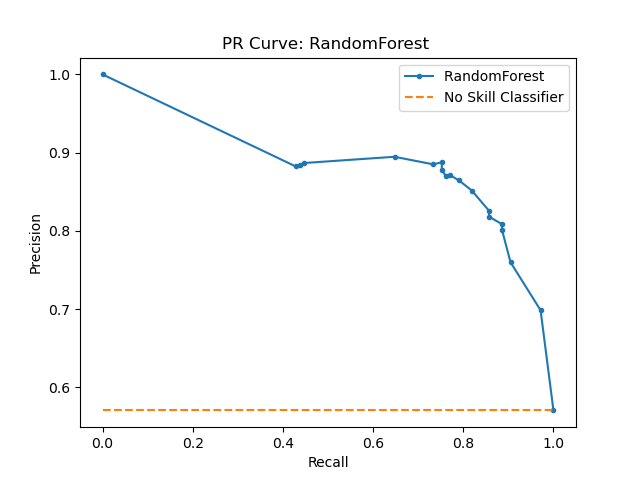 PR Curve: RandomForest
RandomForest
No Skill Classifier
1.0
0.9
0.8
0.7
0.6
Precision
0.0 0.2 0.4 0.6 0.8 1.0
Recall